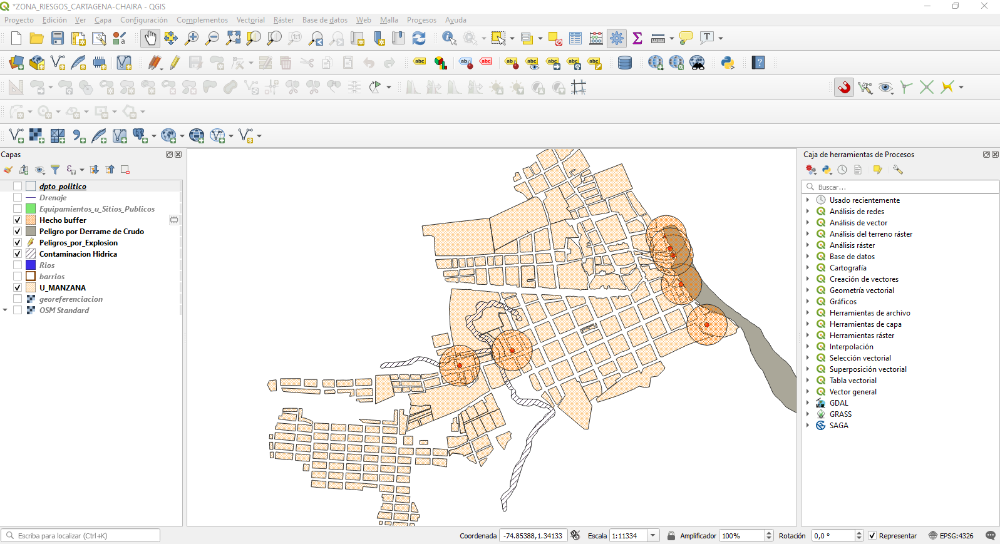 *ZONA_RIESGOS_CARTAGENA-CHAIRA - QGIS
Proyecto Edición Ver Capa Configuración Complementos Vectorial Ráster Base de datos Web Malla Procesos Ayuda
Capas
dpto_politico
Drenaje
Equipamientos_u_Sitios_Publicos
Hecho buffer
Peligro por Derrame de Crudo
Peligros_por_Explosion
Contaminacion Hidrica
Rios
barrios
U_MANZANA
georeferenciacion
OSM Standard
Caja de herramientas de Procesos
Buscar...
Usado recientemente
Análisis de redes
Análisis de vector
Análisis del terreno ráster
Análisis ráster
Base de datos
Cartografía
Creación de vectores
Geometría vectorial
Gráficos
Herramientas de archivo
Herramientas de capa
Herramientas ráster
Interpolación
Selección vectorial
Superposición vectorial
Tabla vectorial
Vector general
GDAL
GRASS
SAGA
Escriba para localizar (Ctrl+K)
Coordenada -74.85388,1.34133 Escala 1:11334 Amplificador 100% Rotación 0,0 ° Representar EPSG:4326